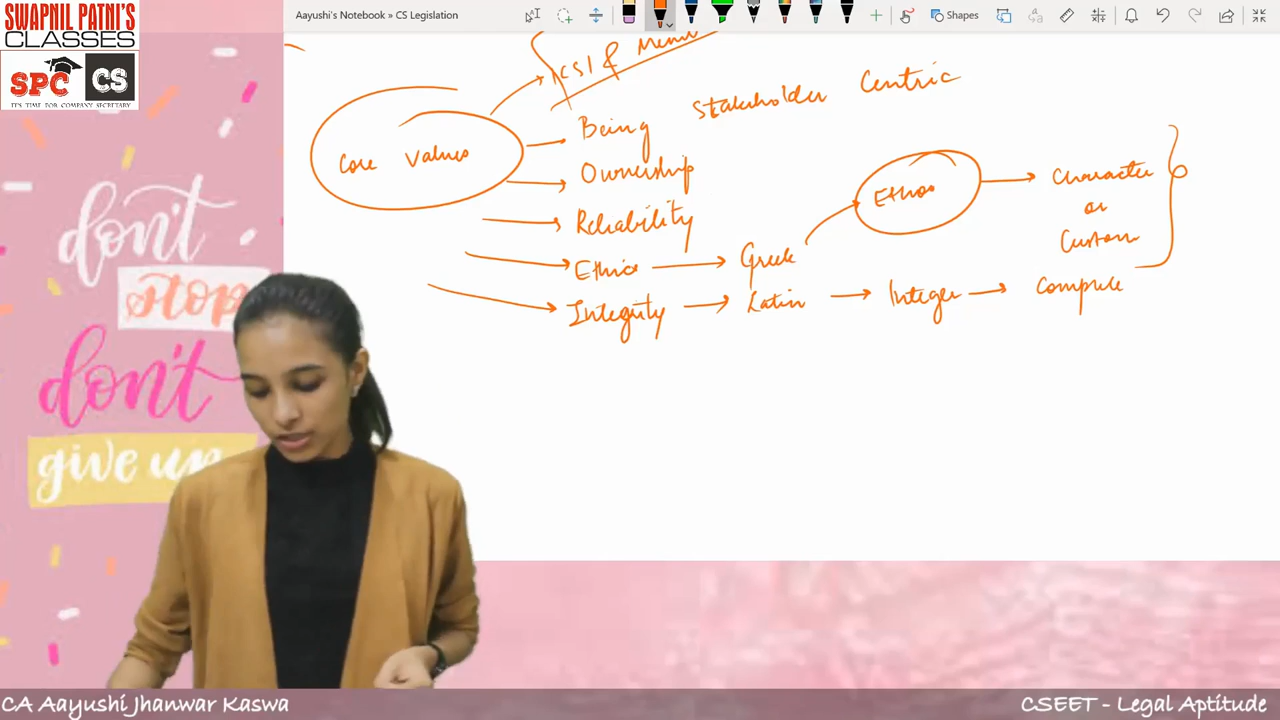 SWAPNIL PATNI'S
CLASSES
SPC CS
IT'S TIME FOR COMPANY SECRETARY
Aayushi's Notebook » CS Legislation
Shapes
ICSI &
Core Values
Being Stakeholder Centric
Ownership
Reliability
Ethics → Greek → Ethos → Character
or
Custom
Integrity → Latin → Integer → Complete
don't
stop
don't
give up
CA Aayushi Jhanwar Kaswa
CSEET - Legal Aptitude